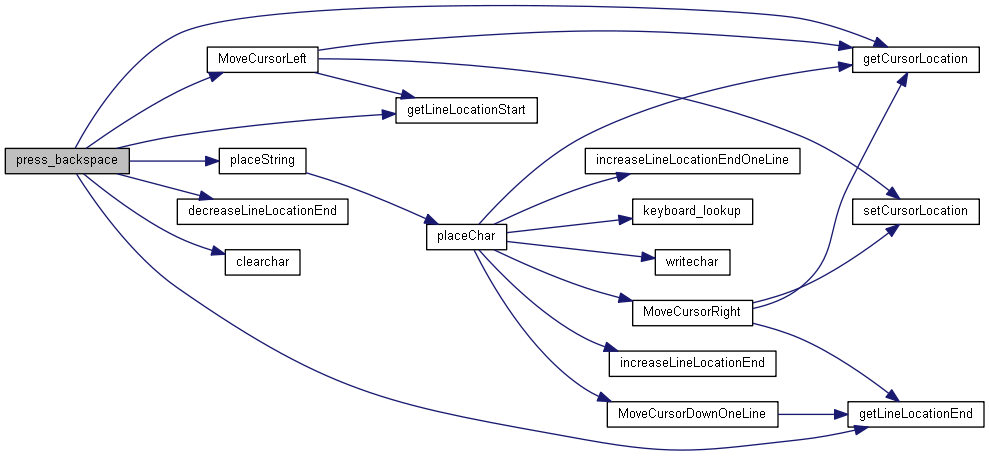 press_backspace
MoveCursorLeft
getLineLocationStart
placeString
decreaseLineLocationEnd
clearchar
placeChar
increaseLineLocationEndOneLine
keyboard_lookup
writechar
MoveCursorRight
increaseLineLocationEnd
MoveCursorDownOneLine
getCursorLocation
setCursorLocation
getLineLocationEnd